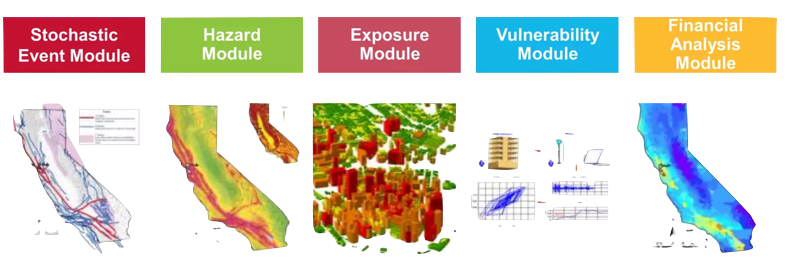 Stochastic
Event Module
Hazard
Module
Exposure
Module
Vulnerability
Module
Financial
Analysis
Module